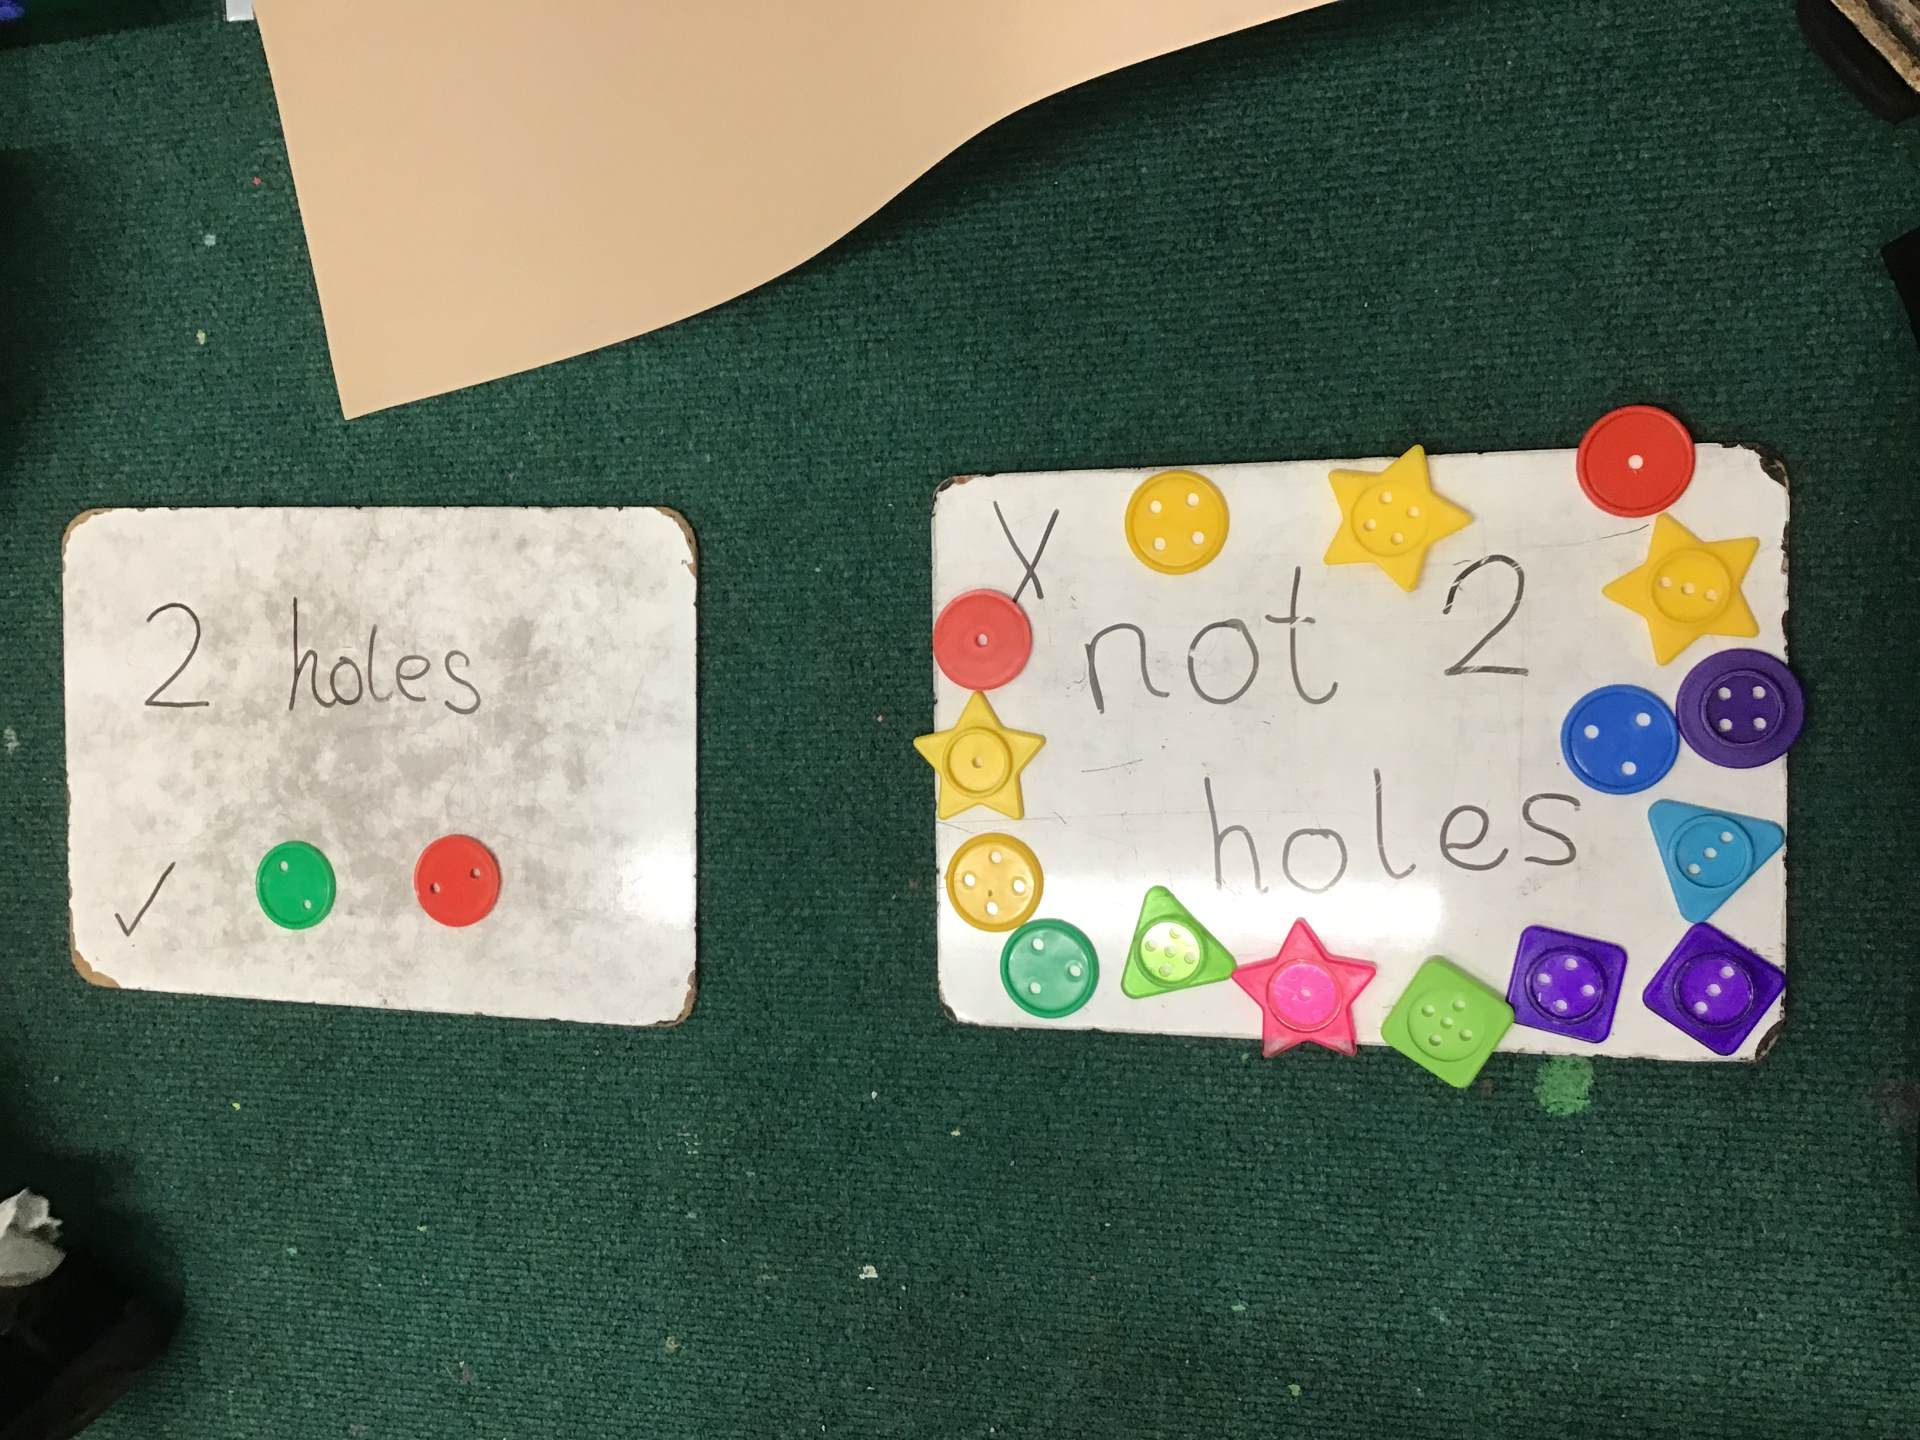 2 holes
✓
X
not 2
holes